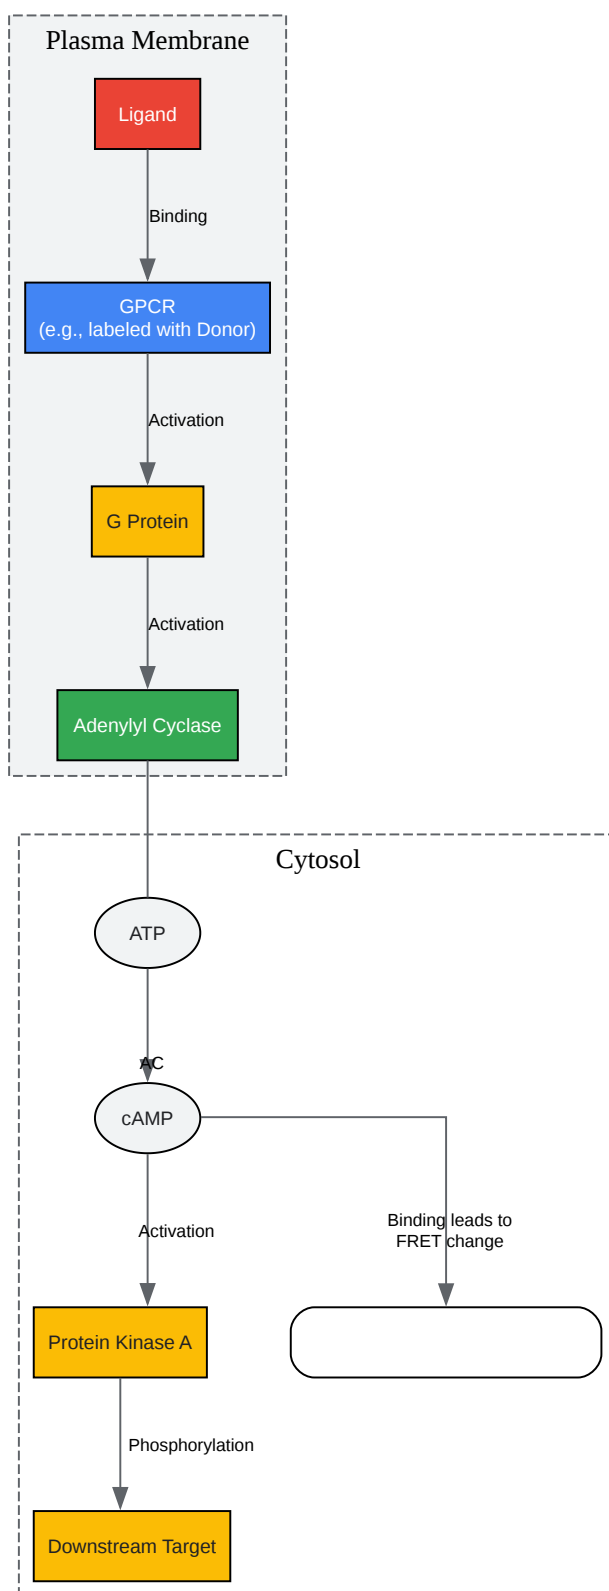 Plasma Membrane
Ligand
Binding
GPCR
(e.g., labeled with Donor)
Activation
G Protein
Activation
Adenylyl Cyclase
Cytosol
ATP
AC
cAMP
Activation
Binding leads to
FRET change
Protein Kinase A
Phosphorylation
Downstream Target